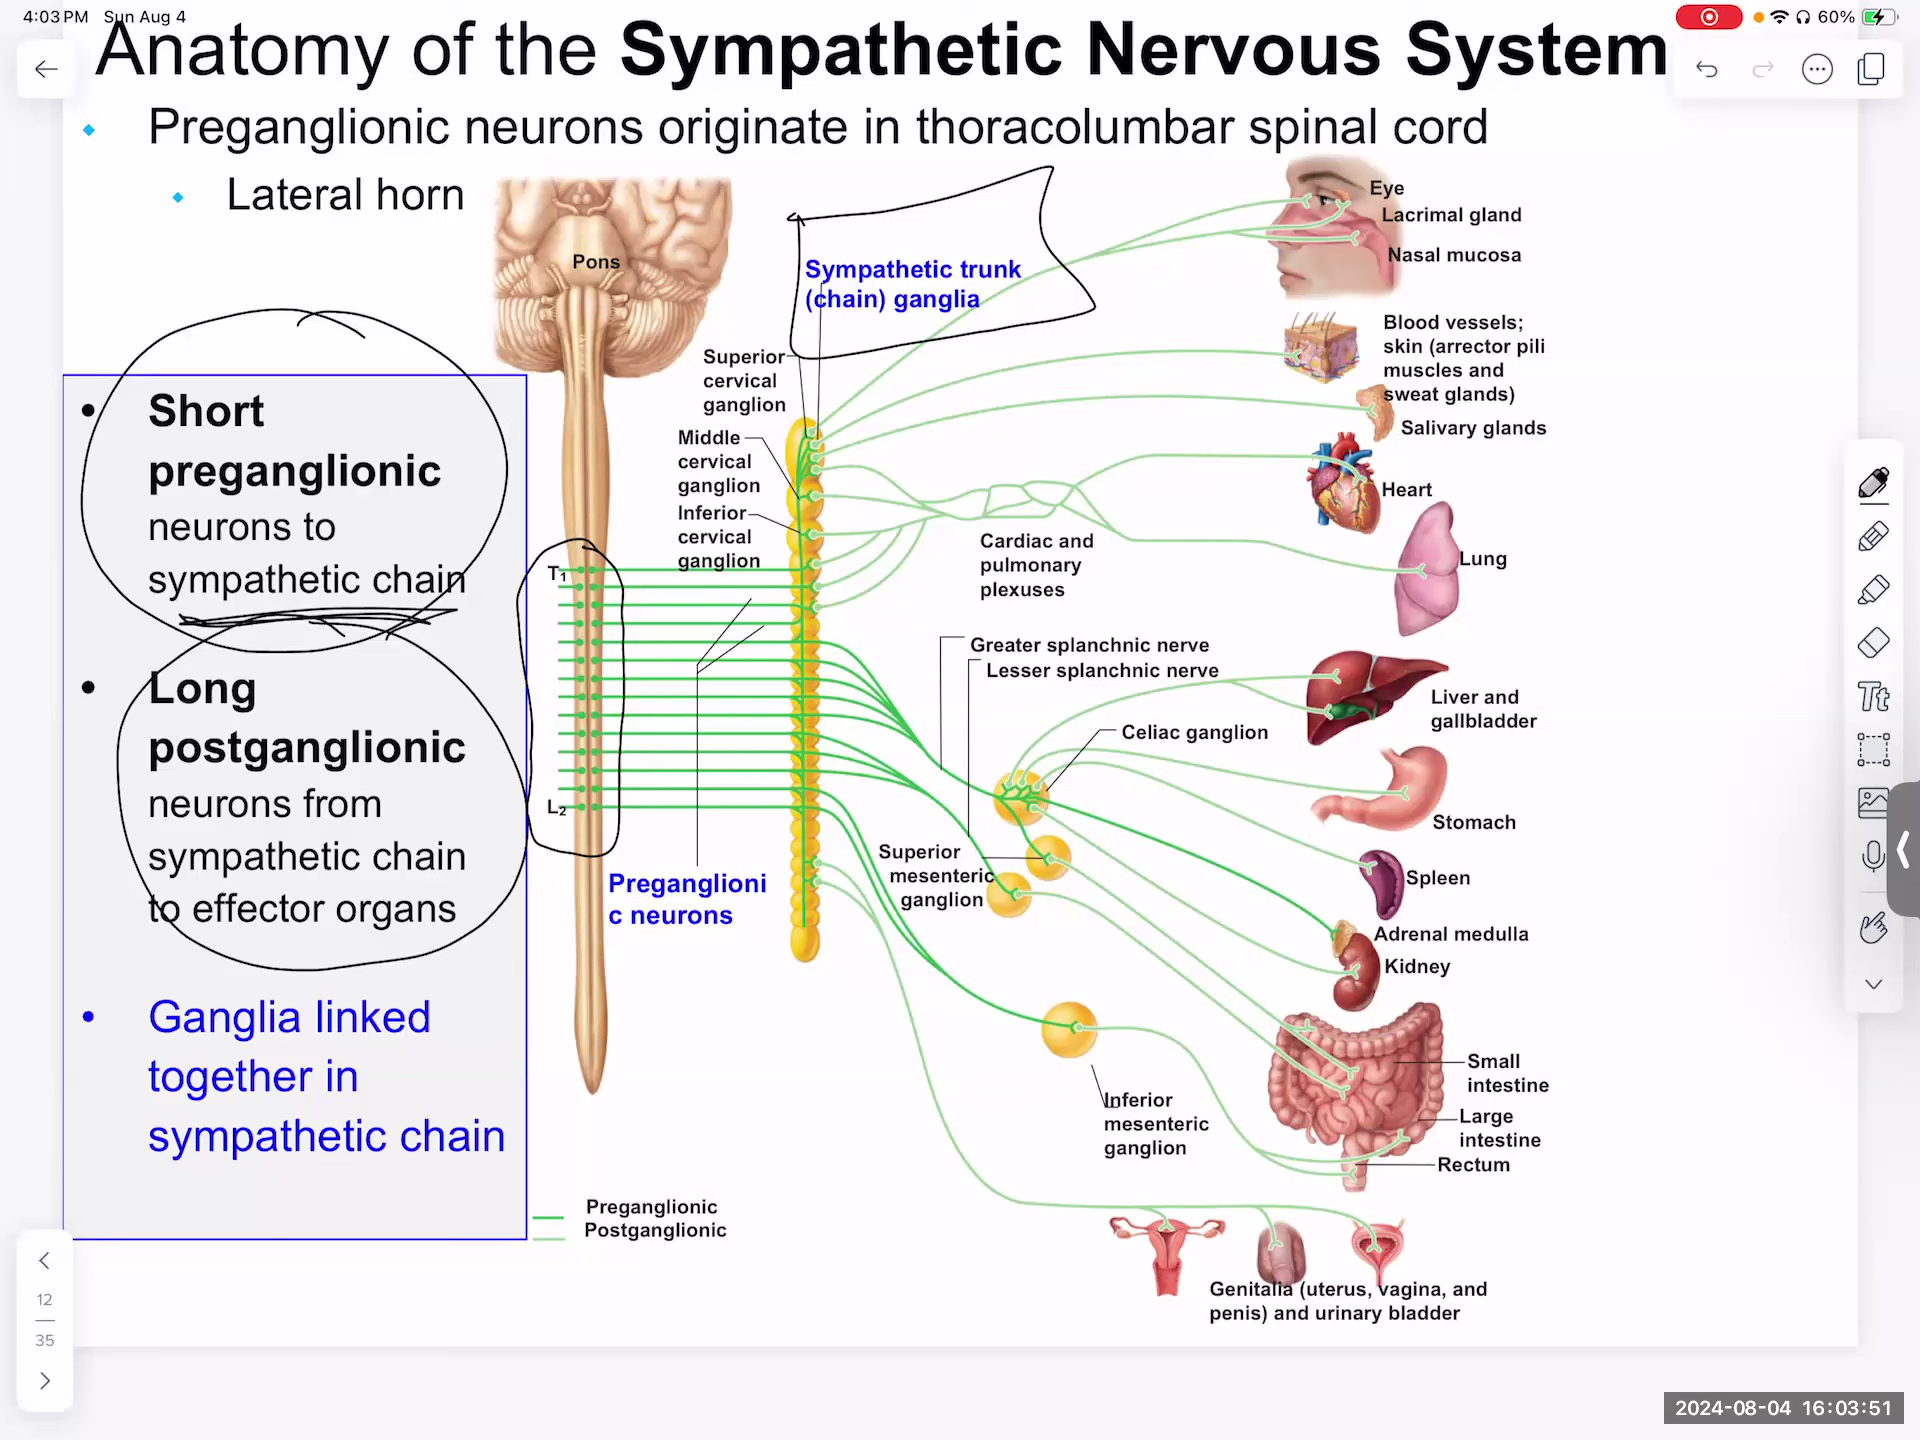 4:03 PM Sun Aug 4
60%
Anatomy of the Sympathetic Nervous System
Preganglionic neurons originate in thoracolumbar spinal cord
Lateral horn
Short
preganglionic
neurons to
sympathetic chain
Long
postganglionic
neurons from
sympathetic chain
to effector organs
Ganglia linked
together in
sympathetic chain
Pons
Sympathetic trunk
(chain) ganglia
Superior
cervical
ganglion
Middle
cervical
ganglion
Inferior
cervical
ganglion
T1
L2
Preganglioni
c neurons
Cardiac and
pulmonary
plexuses
Greater splanchnic nerve
Lesser splanchnic nerve
Celiac ganglion
Superior
mesenteric
ganglion
Inferior
mesenteric
ganglion
Eye
Lacrimal gland
Nasal mucosa
Blood vessels;
skin (arrector pili
muscles and
sweat glands)
Salivary glands
Heart
Lung
Liver and
gallbladder
Stomach
Spleen
Adrenal medulla
Kidney
Small
intestine
Large
intestine
Rectum
Genitalia (uterus, vagina, and
penis) and urinary bladder
Preganglionic
Postganglionic
Tt
12
35
2024-08-04 16:03:51